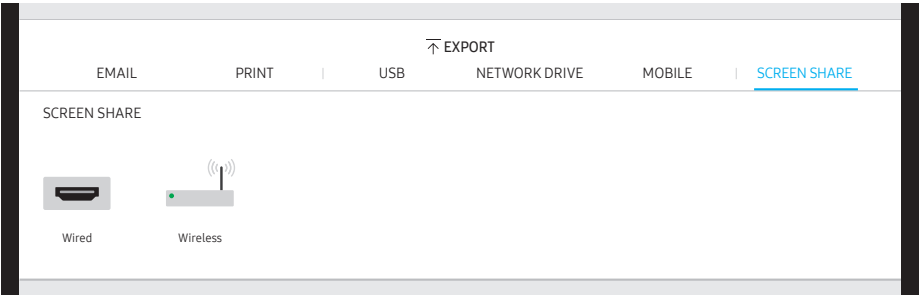 EXPORT
EMAIL PRINT USB NETWORK DRIVE MOBILE SCREEN SHARE
SCREEN SHARE
Wired Wireless